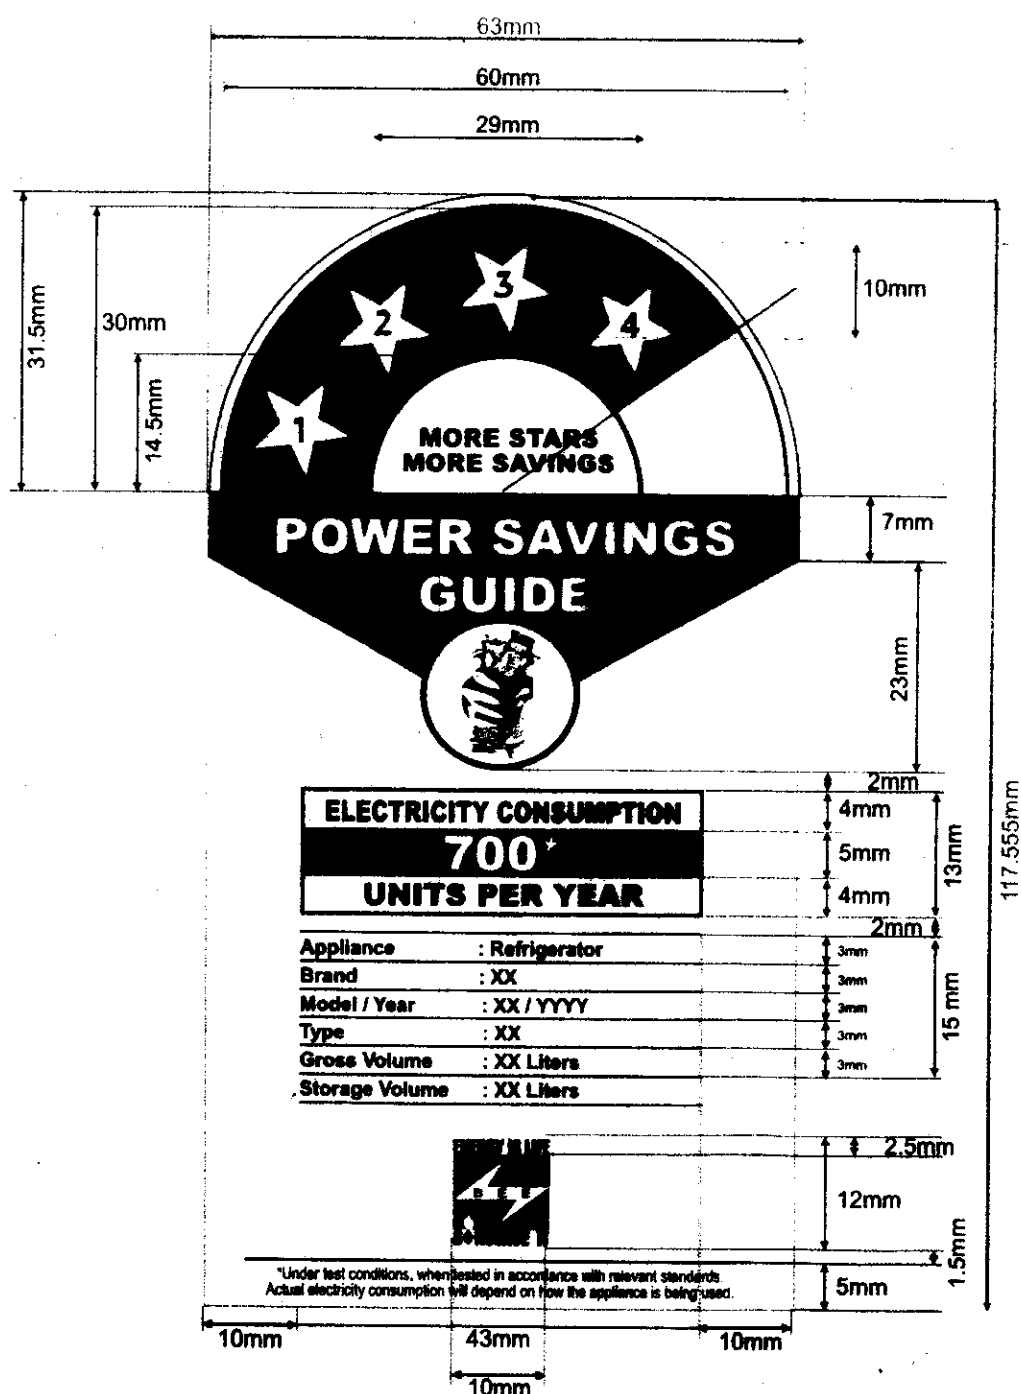 63mm
60mm
29mm
31.5mm
30mm
14.5mm
10mm
1
2
3
4
MORE STARS
MORE SAVINGS
7mm
POWER SAVINGS
GUIDE
23mm
117.555mm
2mm
ELECTRICITY CONSUMPTION
4mm
700*
5mm
13mm
UNITS PER YEAR
4mm
2mm
Appliance : Refrigerator
3mm
Brand : XX
3mm
Model / Year : XX / YYYY
3mm
15 mm
Type : XX
3mm
Gross Volume : XX Liters
3mm
Storage Volume : XX Liters
ENERGY IS LIFE
2.5mm
BEE
12mm
1.5mm
*Under test conditions, when tested in accordance with relevant standards.
Actual electricity consumption will depend on how the appliance is being used.
5mm
10mm
43mm
10mm
10mm